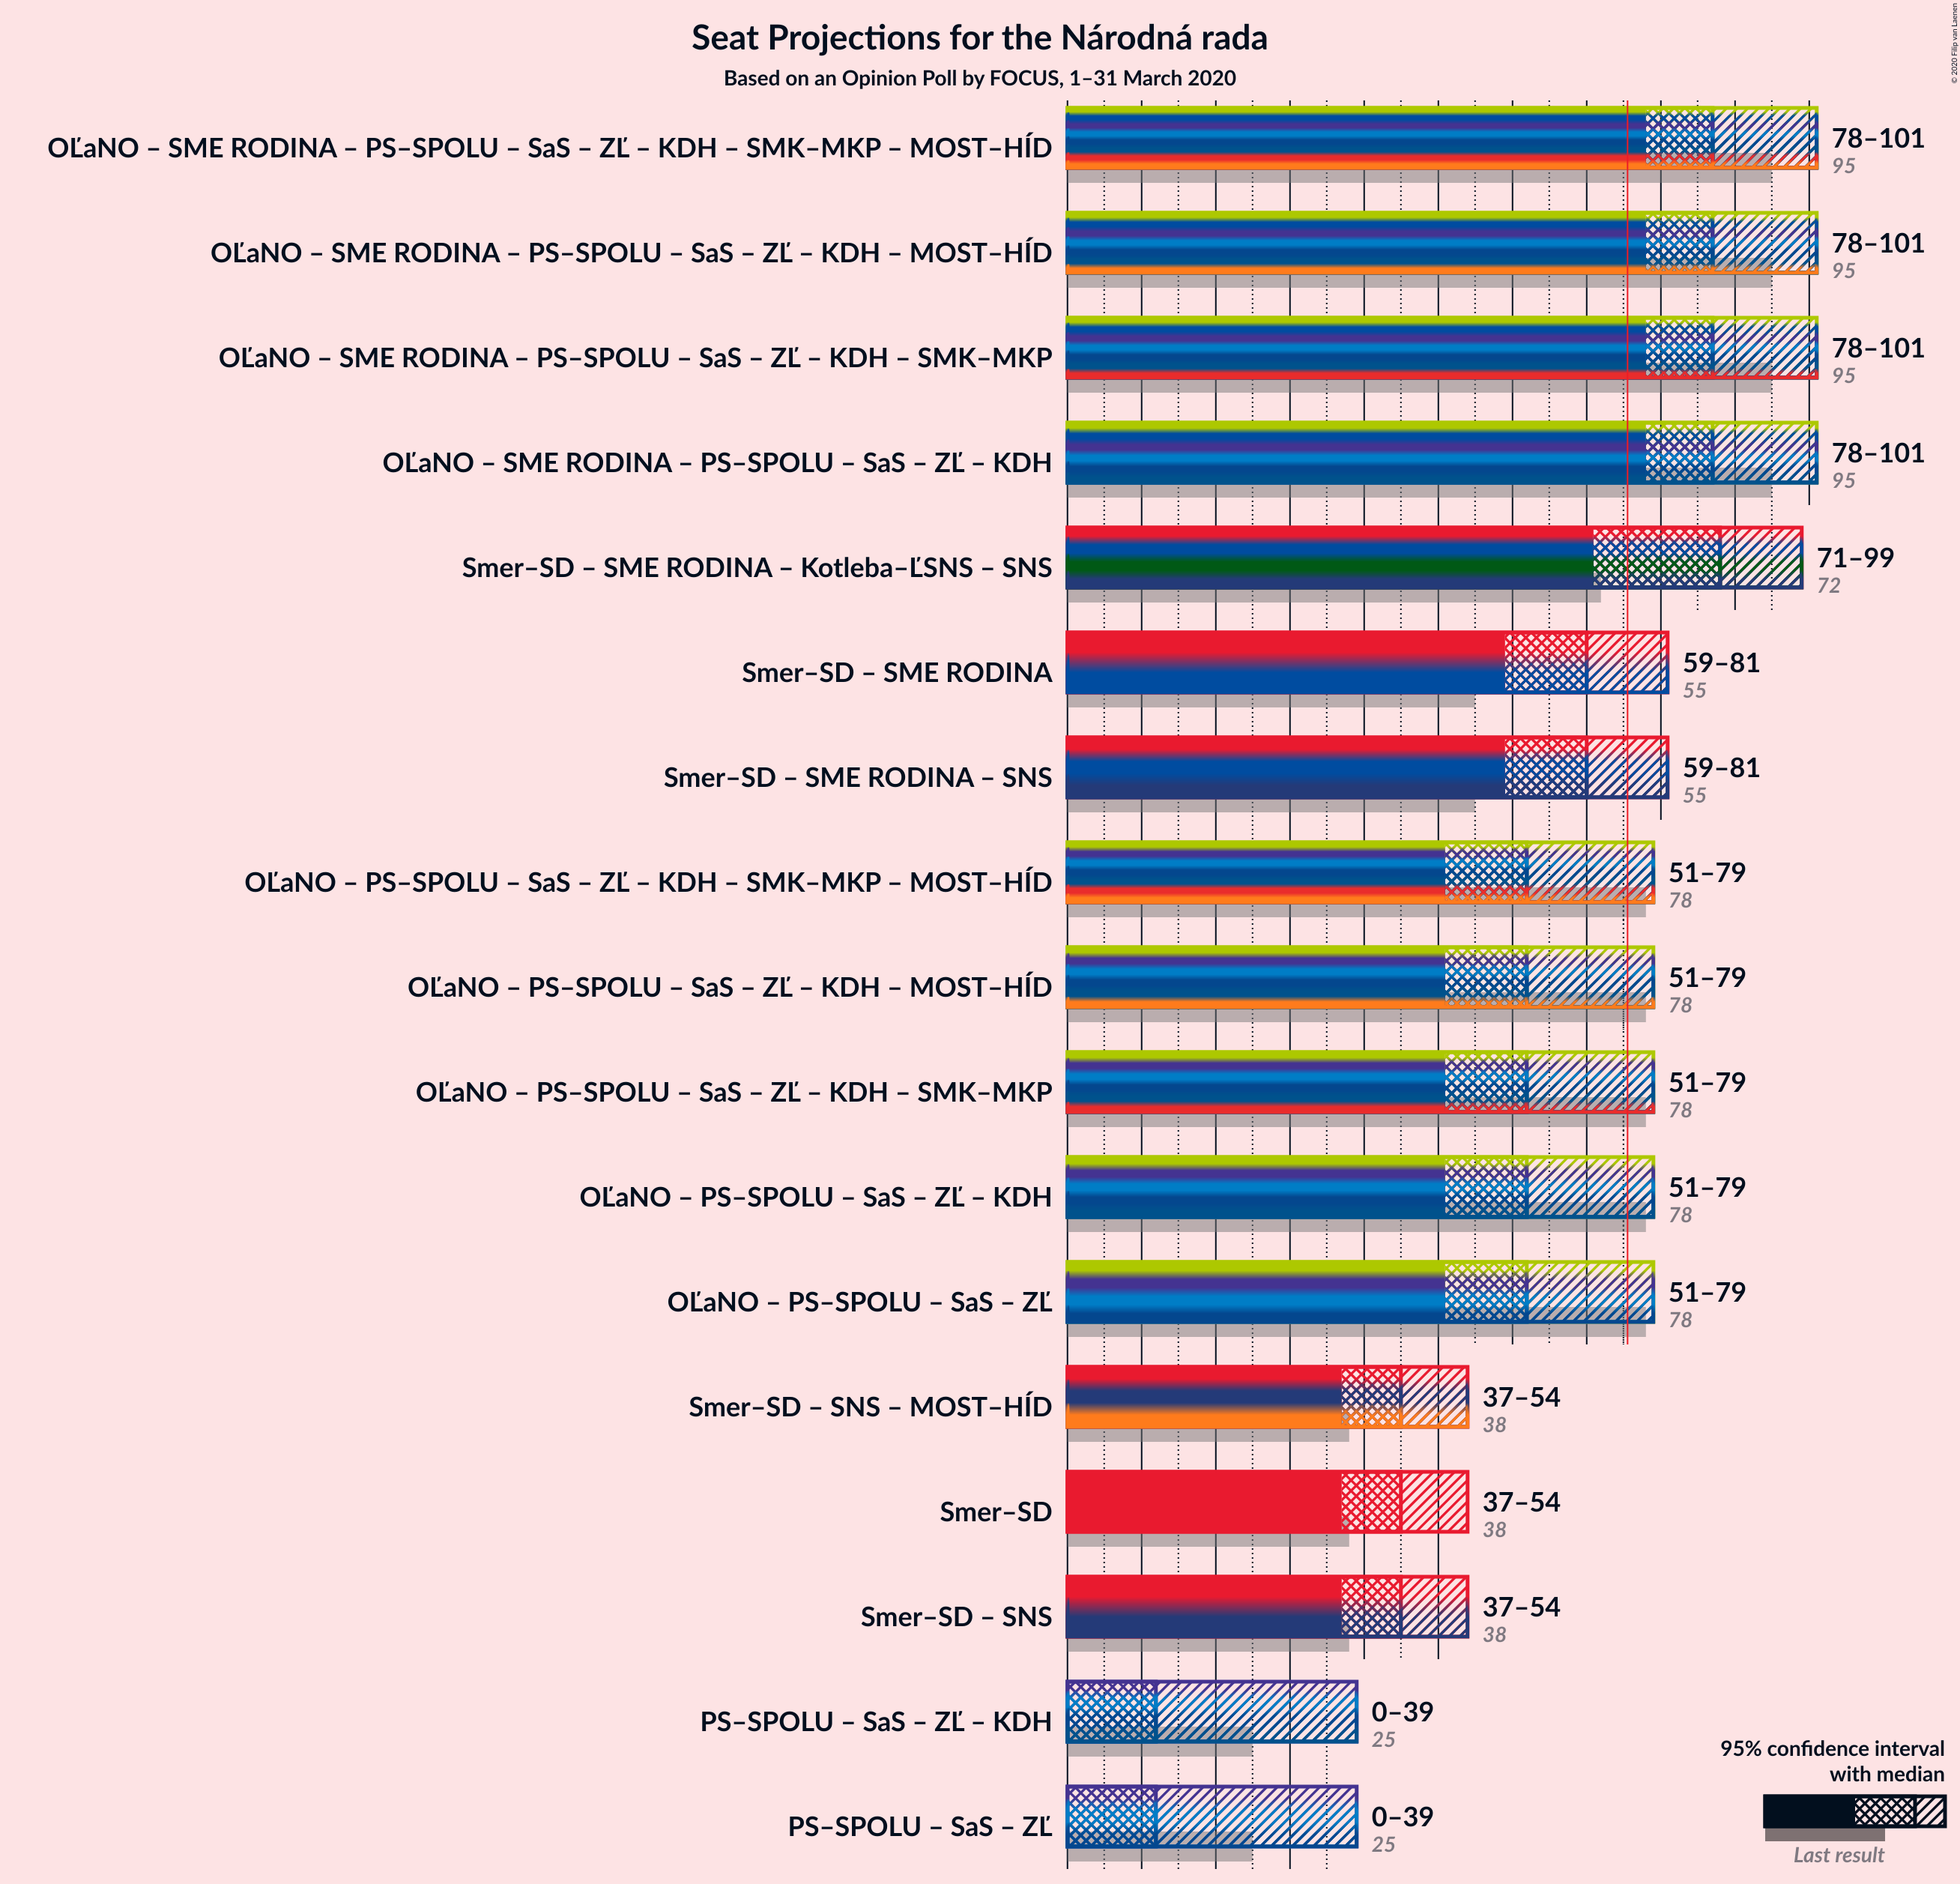 Seat Projections for the Národná rada
Based on an Opinion Poll by FOCUS, 1–31 March 2020
© 2020 Filip van Laenen
OĽaNO – SME RODINA – PS–SPOLU – SaS – ZĽ – KDH – SMK–MKP – MOST–HÍD
78–101
95
OĽaNO – SME RODINA – PS–SPOLU – SaS – ZĽ – KDH – MOST–HÍD
78–101
95
OĽaNO – SME RODINA – PS–SPOLU – SaS – ZĽ – KDH – SMK–MKP
78–101
95
OĽaNO – SME RODINA – PS–SPOLU – SaS – ZĽ – KDH
78–101
95
Smer–SD – SME RODINA – Kotleba–ĽSNS – SNS
71–99
72
Smer–SD – SME RODINA
59–81
55
Smer–SD – SME RODINA – SNS
59–81
55
OĽaNO – PS–SPOLU – SaS – ZĽ – KDH – SMK–MKP – MOST–HÍD
51–79
78
OĽaNO – PS–SPOLU – SaS – ZĽ – KDH – MOST–HÍD
51–79
78
OĽaNO – PS–SPOLU – SaS – ZĽ – KDH – SMK–MKP
51–79
78
OĽaNO – PS–SPOLU – SaS – ZĽ – KDH
51–79
78
OĽaNO – PS–SPOLU – SaS – ZĽ
51–79
78
Smer–SD – SNS – MOST–HÍD
37–54
38
Smer–SD
37–54
38
Smer–SD – SNS
37–54
38
PS–SPOLU – SaS – ZĽ – KDH
0–39
25
PS–SPOLU – SaS – ZĽ
0–39
25
95% confidence interval
with median
Last result